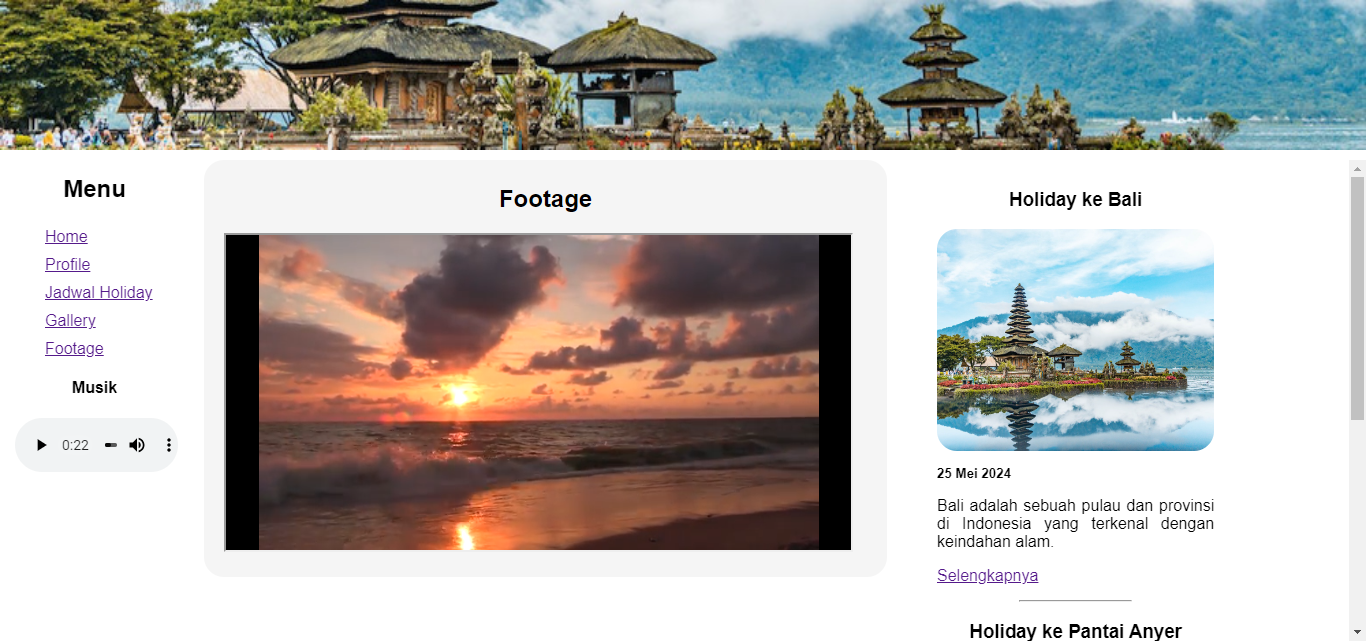 Menu
Home
Profile
Jadwal Holiday
Gallery
Footage
Musik
0:22
Footage
Holiday ke Bali
25 Mei 2024
Bali adalah sebuah pulau dan provinsi
di Indonesia yang terkenal dengan
keindahan alam.
Selengkapnya
Holiday ke Pantai Anyer